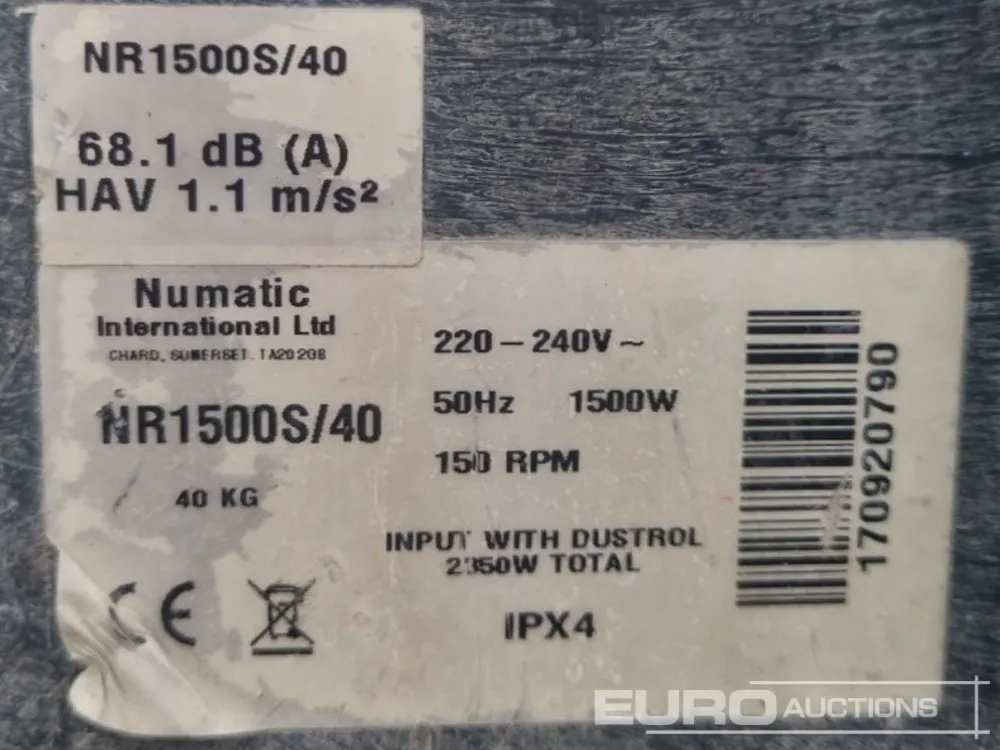 NR1500S/40
68.1 dB (A)
HAV 1.1 m/s²
Numatic
International Ltd
CHARD, SOMERSET. TA20 2GB
NR1500S/40
40 KG
220 – 240V ~
50Hz 1500W
150 RPM
INPUT WITH DUSTROL
2350W TOTAL
IPX4
CE
170920790
EURO AUCTIONS